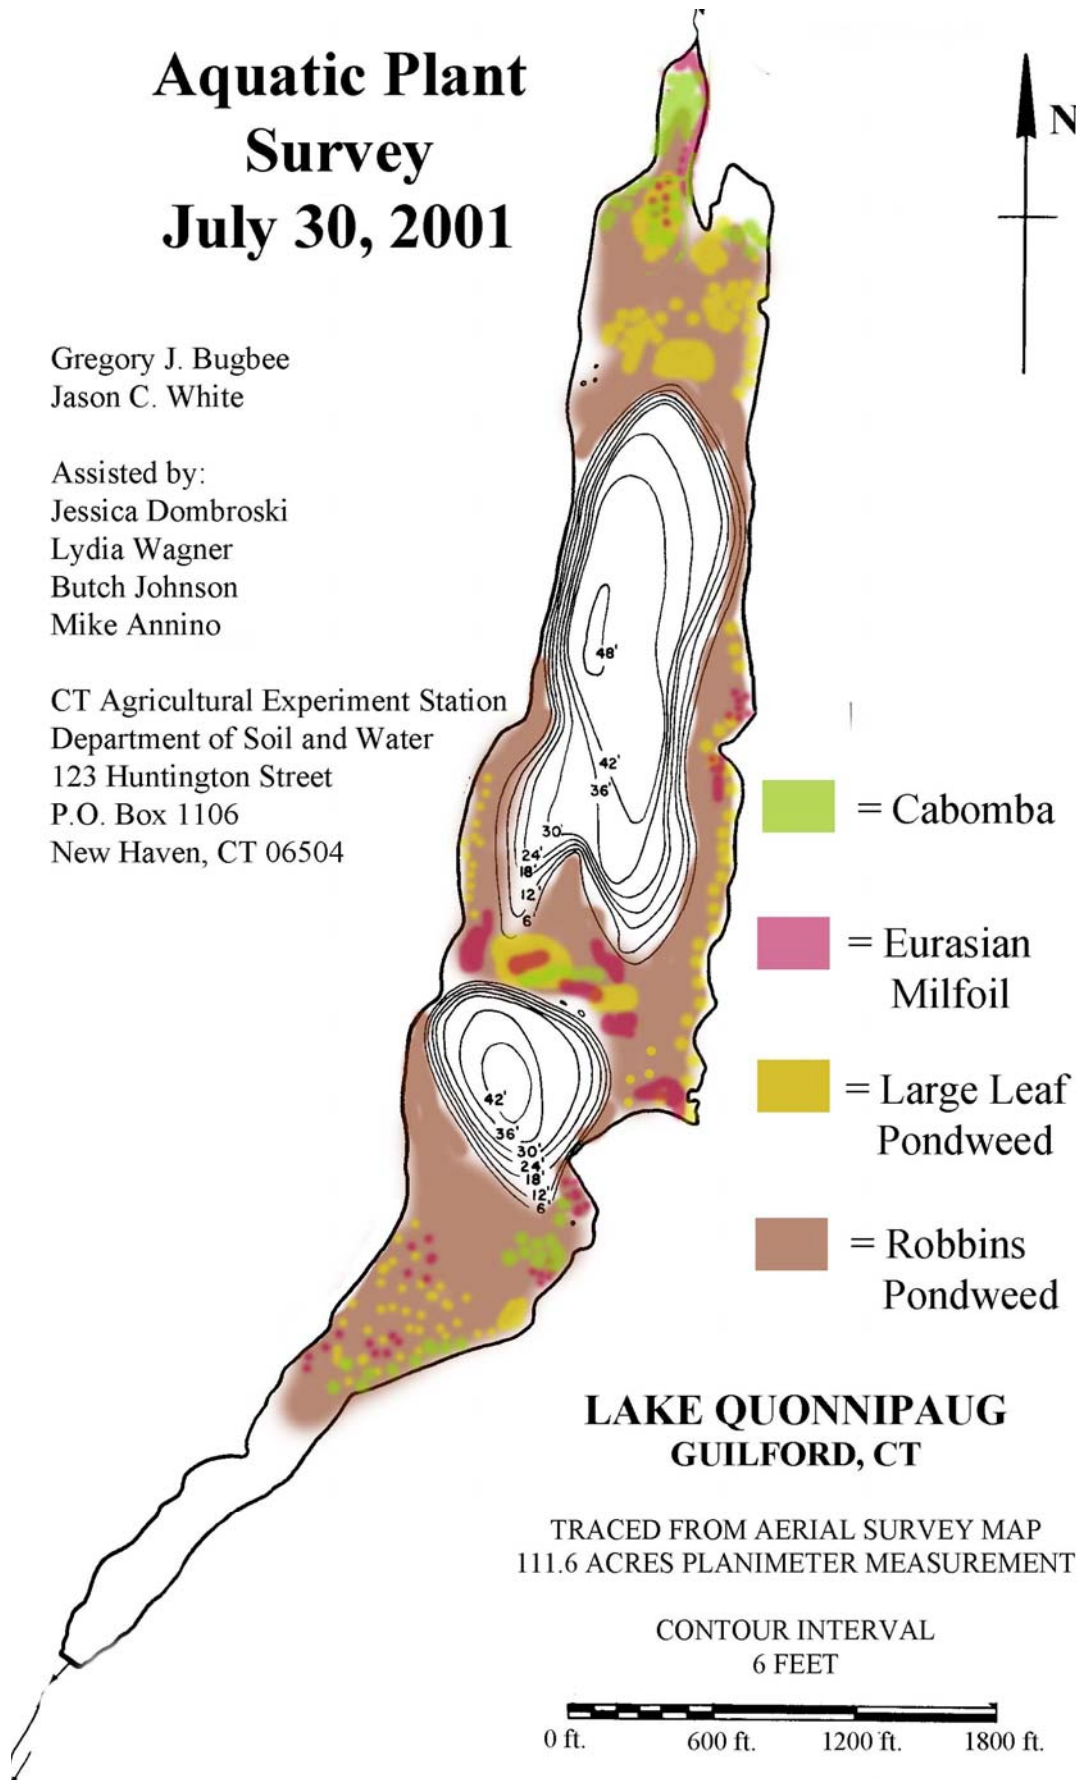 Aquatic Plant
Survey
July 30, 2001
N
Gregory J. Bugbee
Jason C. White
Assisted by:
Jessica Dombroski
Lydia Wagner
Butch Johnson
Mike Annino
CT Agricultural Experiment Station
Department of Soil and Water
123 Huntington Street
P.O. Box 1106
New Haven, CT 06504
48'
42'
36'
30'
24'
18'
12'
6'
= Cabomba
= Eurasian
Milfoil
= Large Leaf
Pondweed
= Robbins
Pondweed
42'
36'
30'
24'
18'
12'
6'
LAKE QUONNIPAUG
GUILFORD, CT
TRACED FROM AERIAL SURVEY MAP
111.6 ACRES PLANIMETER MEASUREMENT
CONTOUR INTERVAL
6 FEET
0 ft. 600 ft. 1200 ft. 1800 ft.